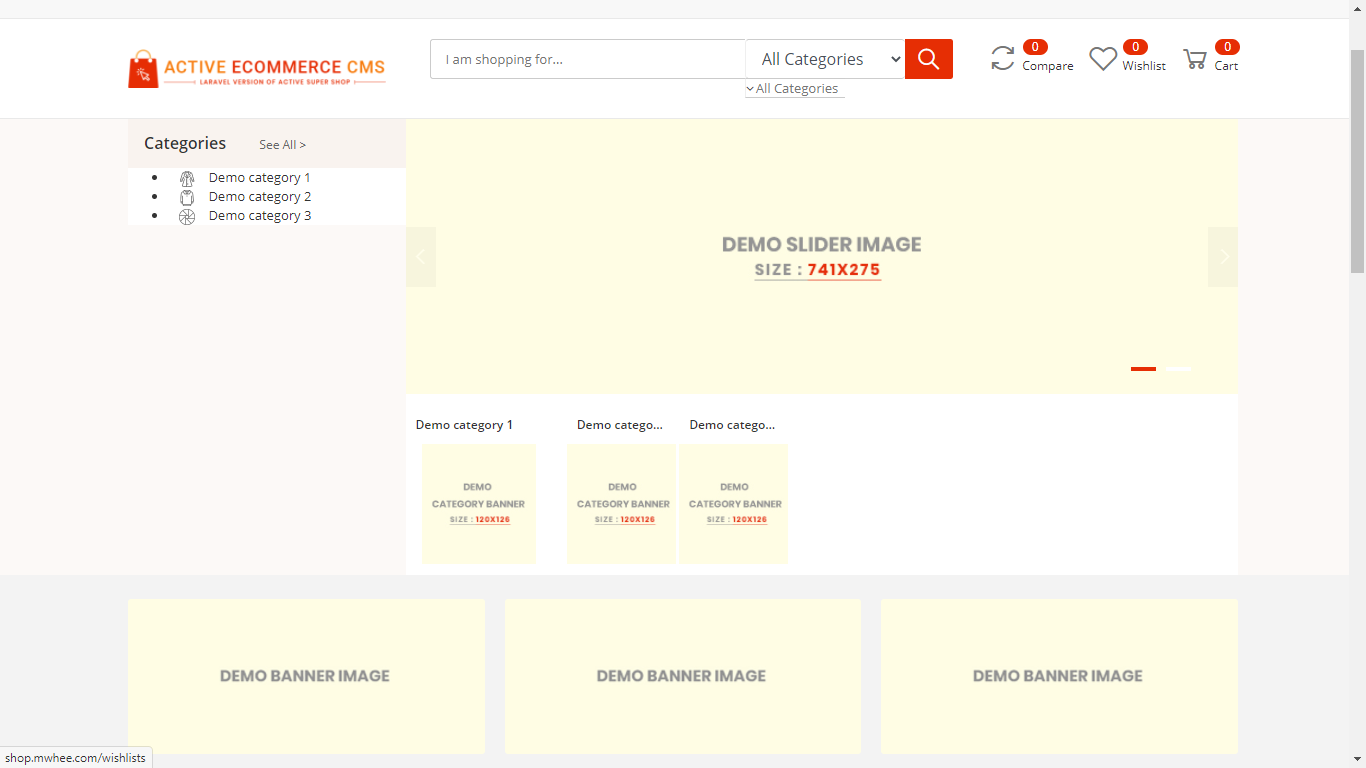 ACTIVE ECOMMERCE CMS
LARAVEL VERSION OF ACTIVE SUPER SHOP
I am shopping for...
All Categories
All Categories
0
Compare
0
Wishlist
0
Cart
Categories
See All >
Demo category 1
Demo category 2
Demo category 3
DEMO SLIDER IMAGE
SIZE : 741X275
Demo category 1
Demo catego...
Demo catego...
DEMO
CATEGORY BANNER
SIZE : 120X126
DEMO
CATEGORY BANNER
SIZE : 120X126
DEMO
CATEGORY BANNER
SIZE : 120X126
DEMO BANNER IMAGE
DEMO BANNER IMAGE
DEMO BANNER IMAGE
shop.mwhee.com/wishlists